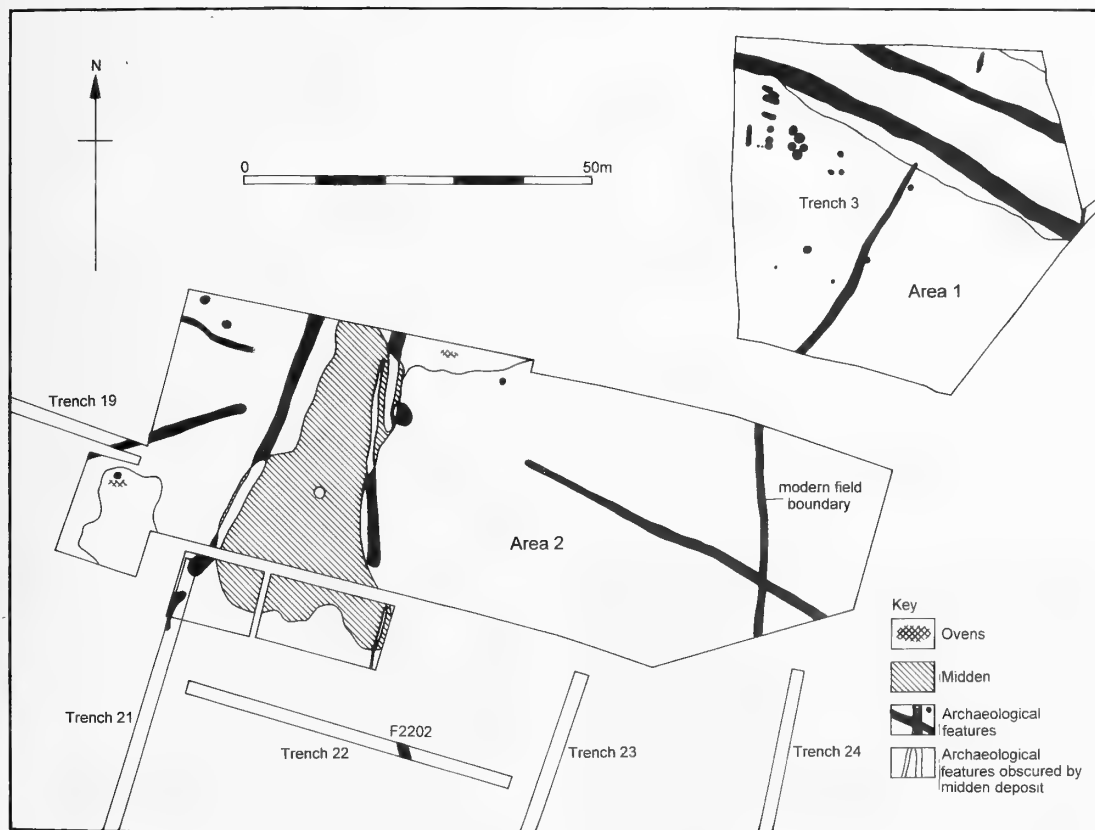 N
0
50m
Trench 3
Area 1
Trench 19
modern field
boundary
Area 2
Key
Ovens
Midden
Archaeological
features
Archaeological
features obscured by
midden deposit
Trench 21
Trench 22
F2202
Trench 23
Trench 24